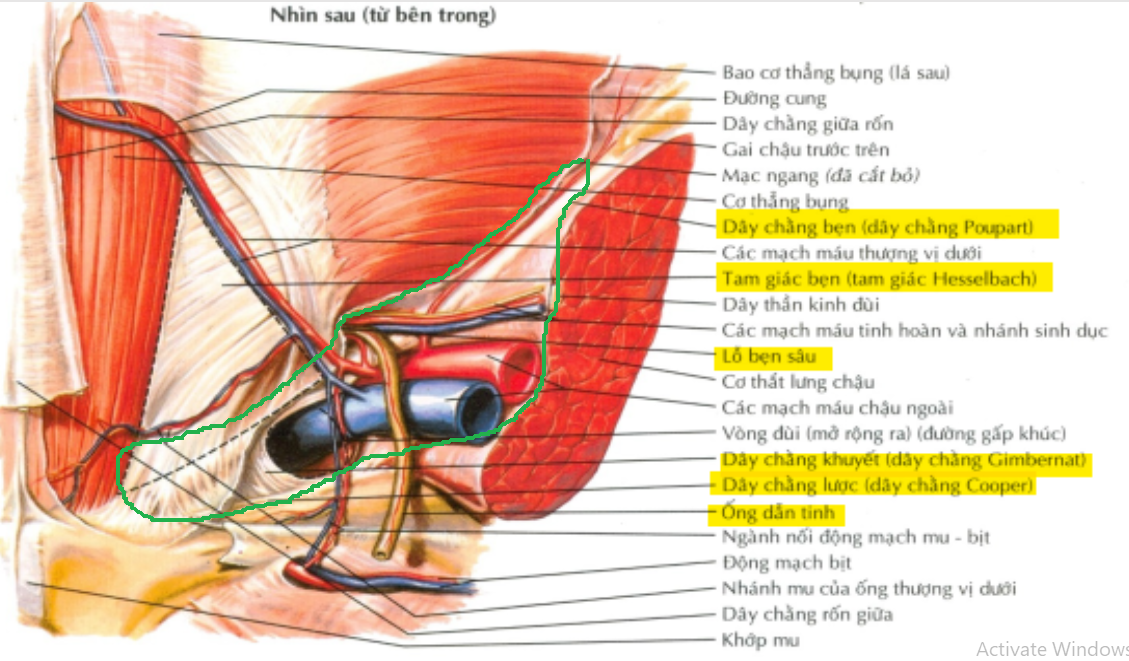 Nhìn sau (từ bên trong)
Bao cơ thẳng bụng (lá sau)
Đường cung
Dây chằng giữa rốn
Gai chậu trước trên
Mạc ngang (đã cắt bỏ)
Cơ thẳng bụng
Dây chằng bẹn (dây chằng Poupart)
Các mạch máu thượng vị dưới
Tam giác bẹn (tam giác Hesselbach)
Dây thần kinh đùi
Các mạch máu tinh hoàn và nhánh sinh dục
Lỗ bẹn sâu
Cơ thắt lưng chậu
Các mạch máu chậu ngoài
Vòng đùi (mở rộng ra) (đường gấp khúc)
Dây chằng khuyết (dây chằng Gimbernat)
Dây chằng lược (dây chằng Cooper)
Ống dẫn tinh
Ngành nối động mạch mu - bịt
Động mạch bịt
Nhánh mu của ống thượng vị dưới
Dây chằng rốn giữa
Khớp mu
Activate Windows